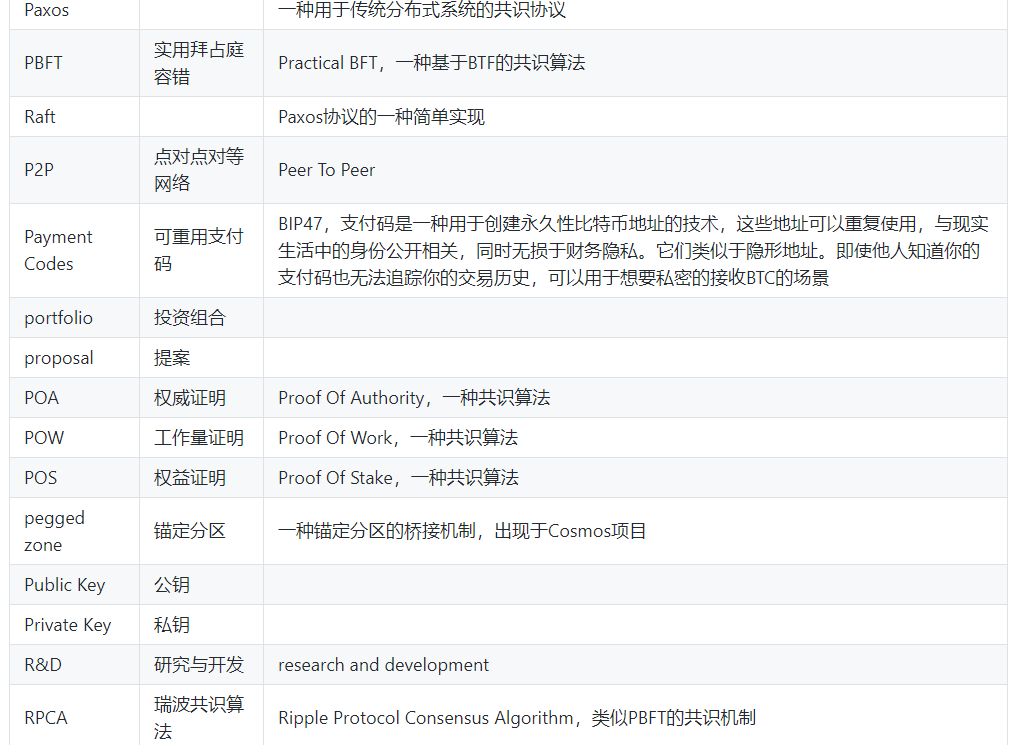 Paxos 一种用于传统分布式系统的共识协议
PBFT 实用拜占庭
容错 Practical BFT，一种基于BTF的共识算法
Raft Paxos协议的一种简单实现
P2P 点对点对等
网络 Peer To Peer
Payment
Codes 可重用支付
码 BIP47，支付码是一种用于创建永久性比特币地址的技术，这些地址可以重复使用，与现实
生活中的身份公开相关，同时无损于财务隐私。它们类似于隐形地址。即使他人知道你的
支付码也无法追踪你的交易历史，可以用于想要私密的接收BTC的场景
portfolio 投资组合
proposal 提案
POA 权威证明 Proof Of Authority，一种共识算法
POW 工作量证明 Proof Of Work，一种共识算法
POS 权益证明 Proof Of Stake，一种共识算法
pegged
zone 锚定分区 一种锚定分区的桥接机制，出现于Cosmos项目
Public Key 公钥
Private Key 私钥
R&D 研究与开发 research and development
RPCA 瑞波共识算
法 Ripple Protocol Consensus Algorithm，类似PBFT的共识机制